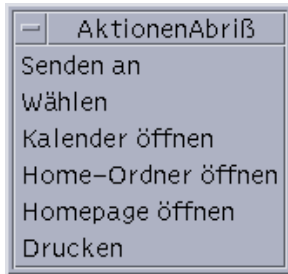 AktionenAbriß
Senden an
Wählen
Kalender öffnen
Home-Ordner öffnen
Homepage öffnen
Drucken